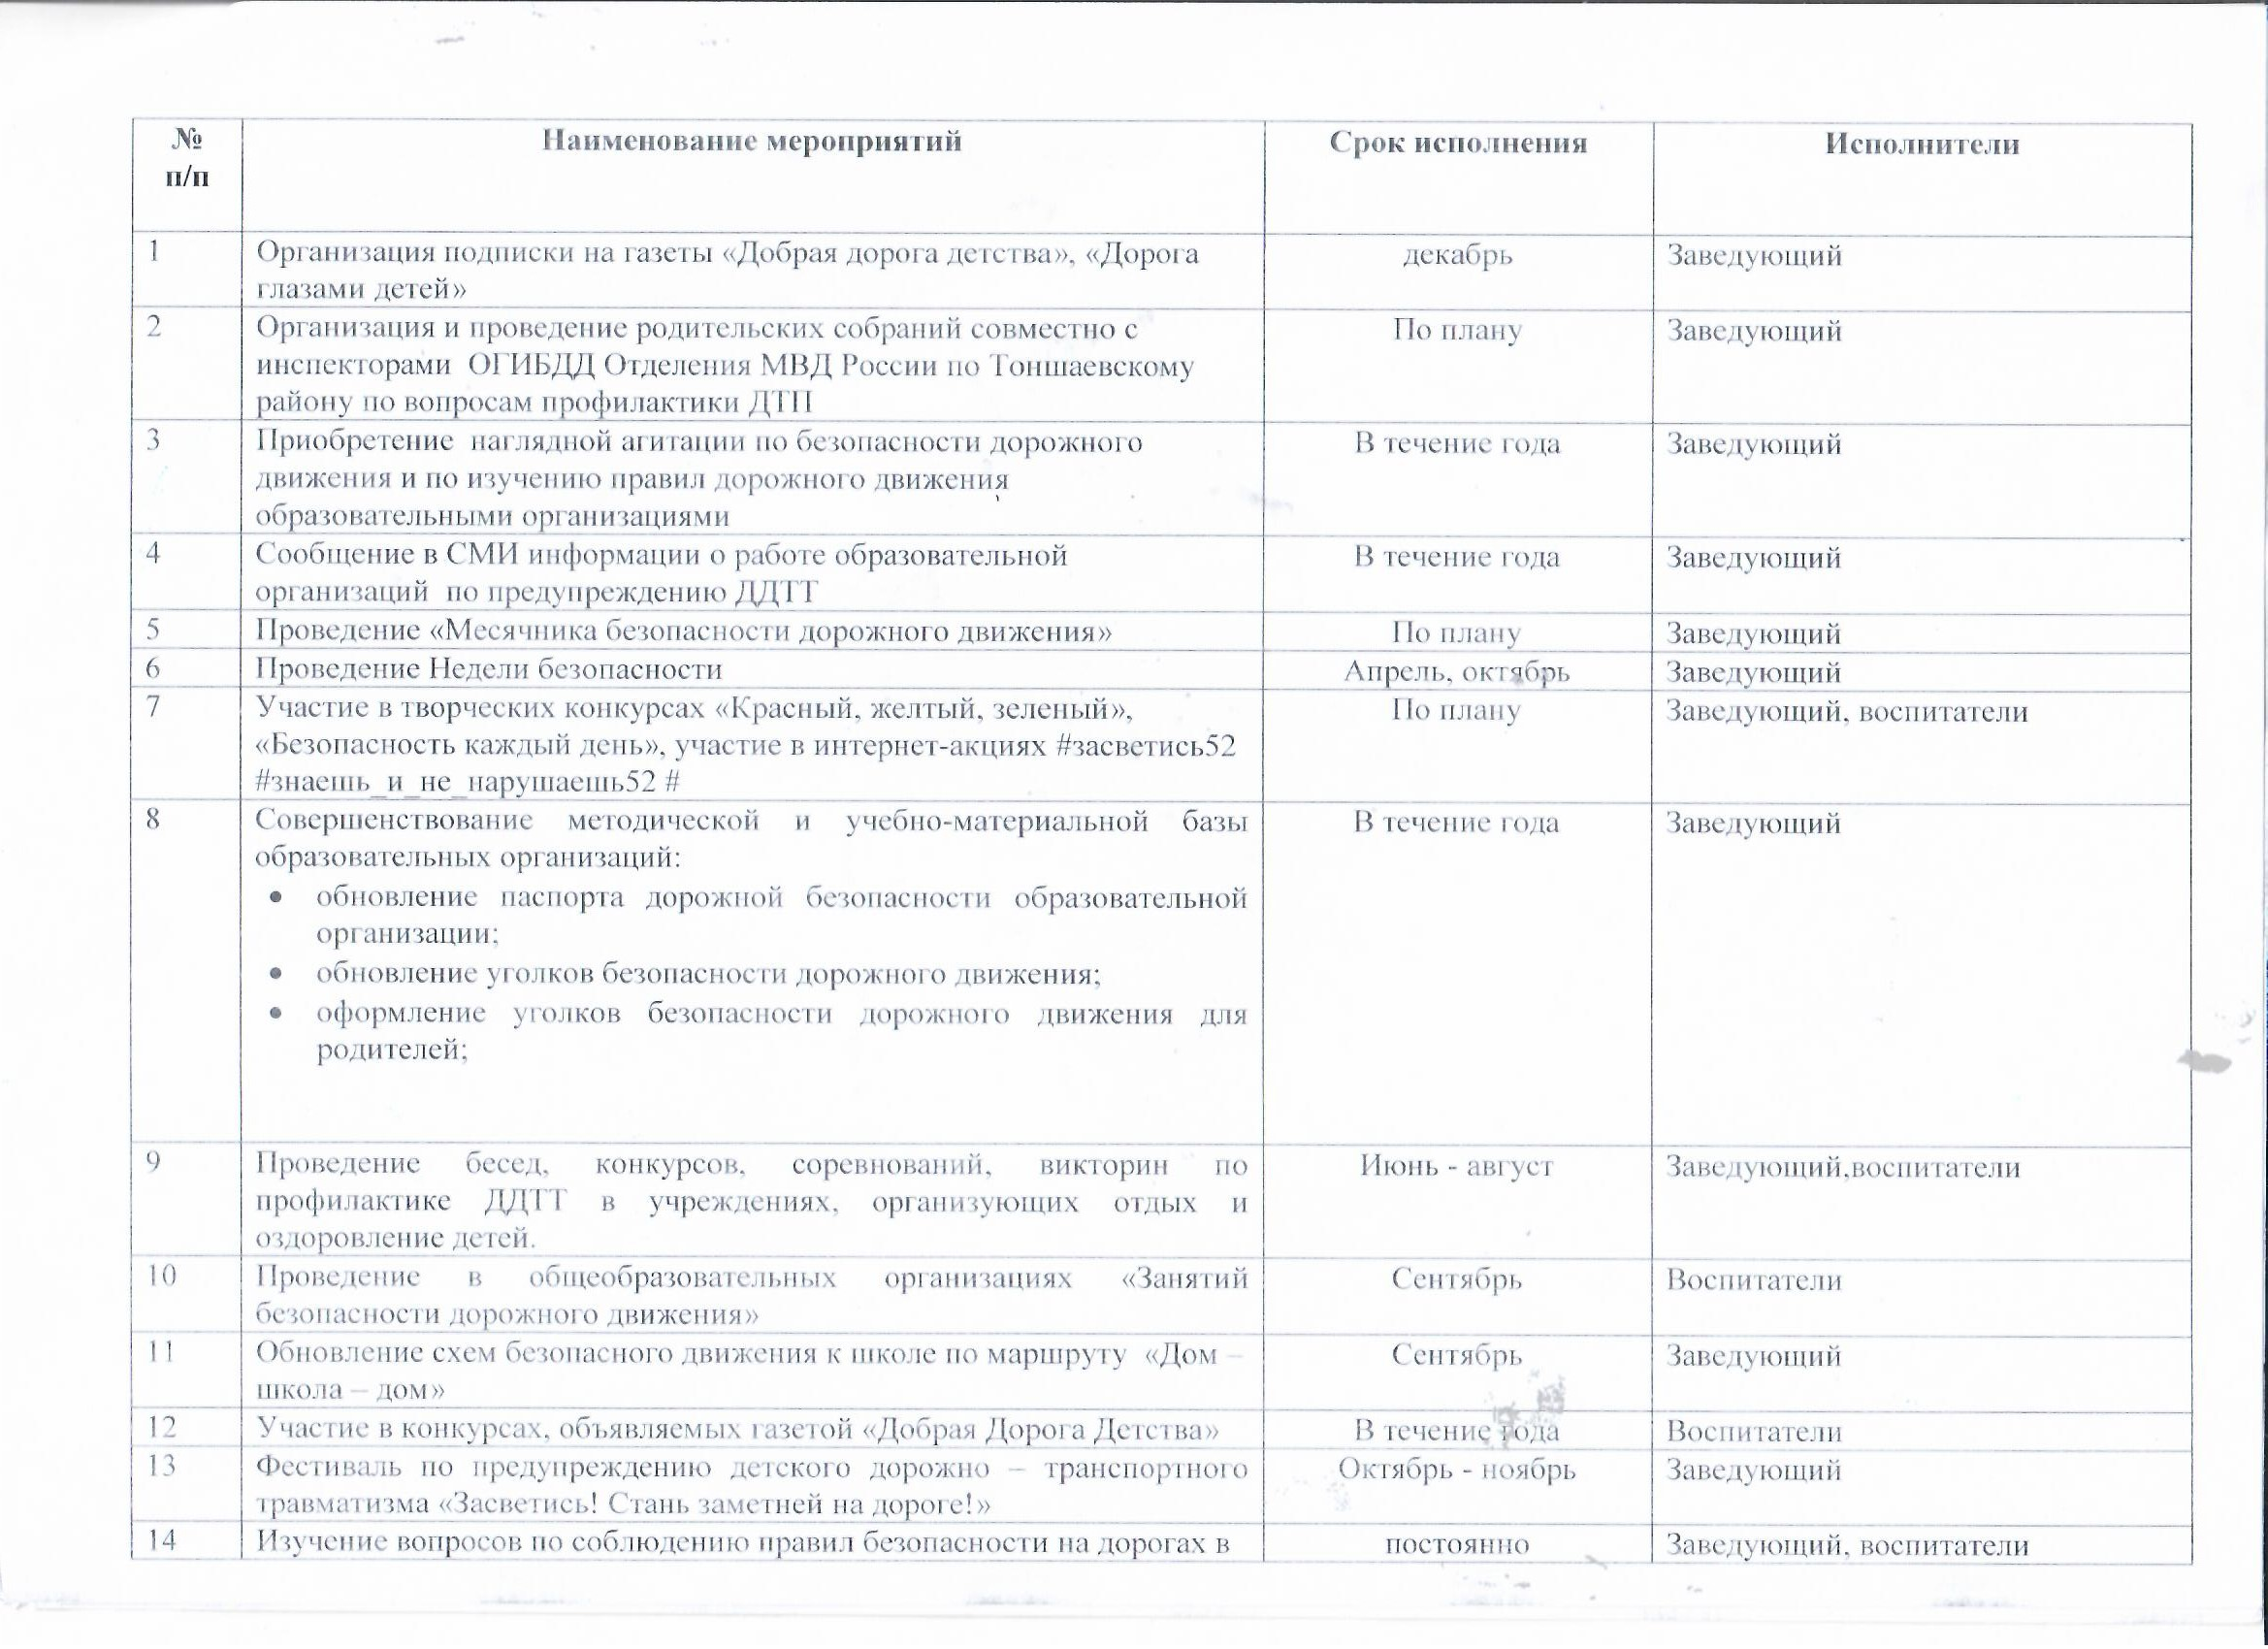 № п/п Наименование мероприятий Срок исполнения Исполнители
1 Организация подписки на газеты «Добрая дорога детства», «Дорога декабрь Заведующий
глазами детей»
2 Организация и проведение родительских собраний совместно с По плану Заведующий
инспекторами ОГИБДД Отделения МВД России по Тоншаевскому
району по вопросам профилактики ДТП
3 Приобретение наглядной агитации по безопасности дорожного В течение года Заведующий
движения и по изучению правил дорожного движения
образовательными организациями
4 Сообщение в СМИ информации о работе образовательной В течение года Заведующий
организаций по предупреждению ДДТТ
5 Проведение «Месячника безопасности дорожного движения» По плану Заведующий
6 Проведение Недели безопасности Апрель, октябрь Заведующий
7 Участие в творческих конкурсах «Красный, желтый, зеленый», По плану Заведующий, воспитатели
«Безопасность каждый день», участие в интернет-акциях #засветись52
#знаешь_и_не_нарушаешь52 #
8 Совершенствование методической и учебно-материальной базы В течение года Заведующий
образовательных организаций:
• обновление паспорта дорожной безопасности образовательной
организации;
• обновление уголков безопасности дорожного движения;
• оформление уголков безопасности дорожного движения для
родителей;
9 Проведение бесед, конкурсов, соревнований, викторин по Июнь - август Заведующий,воспитатели
профилактике ДДТТ в учреждениях, организующих отдых и
оздоровление детей.
10 Проведение в общеобразовательных организациях «Занятий Сентябрь Воспитатели
безопасности дорожного движения»
11 Обновление схем безопасного движения к школе по маршруту «Дом – Сентябрь Заведующий
школа – дом»
12 Участие в конкурсах, объявляемых газетой «Добрая Дорога Детства» В течение года Воспитатели
13 Фестиваль по предупреждению детского дорожно – транспортного Октябрь - ноябрь Заведующий
травматизма «Засветись! Стань заметней на дороге!»
14 Изучение вопросов по соблюдению правил безопасности на дорогах в постоянно Заведующий, воспитатели